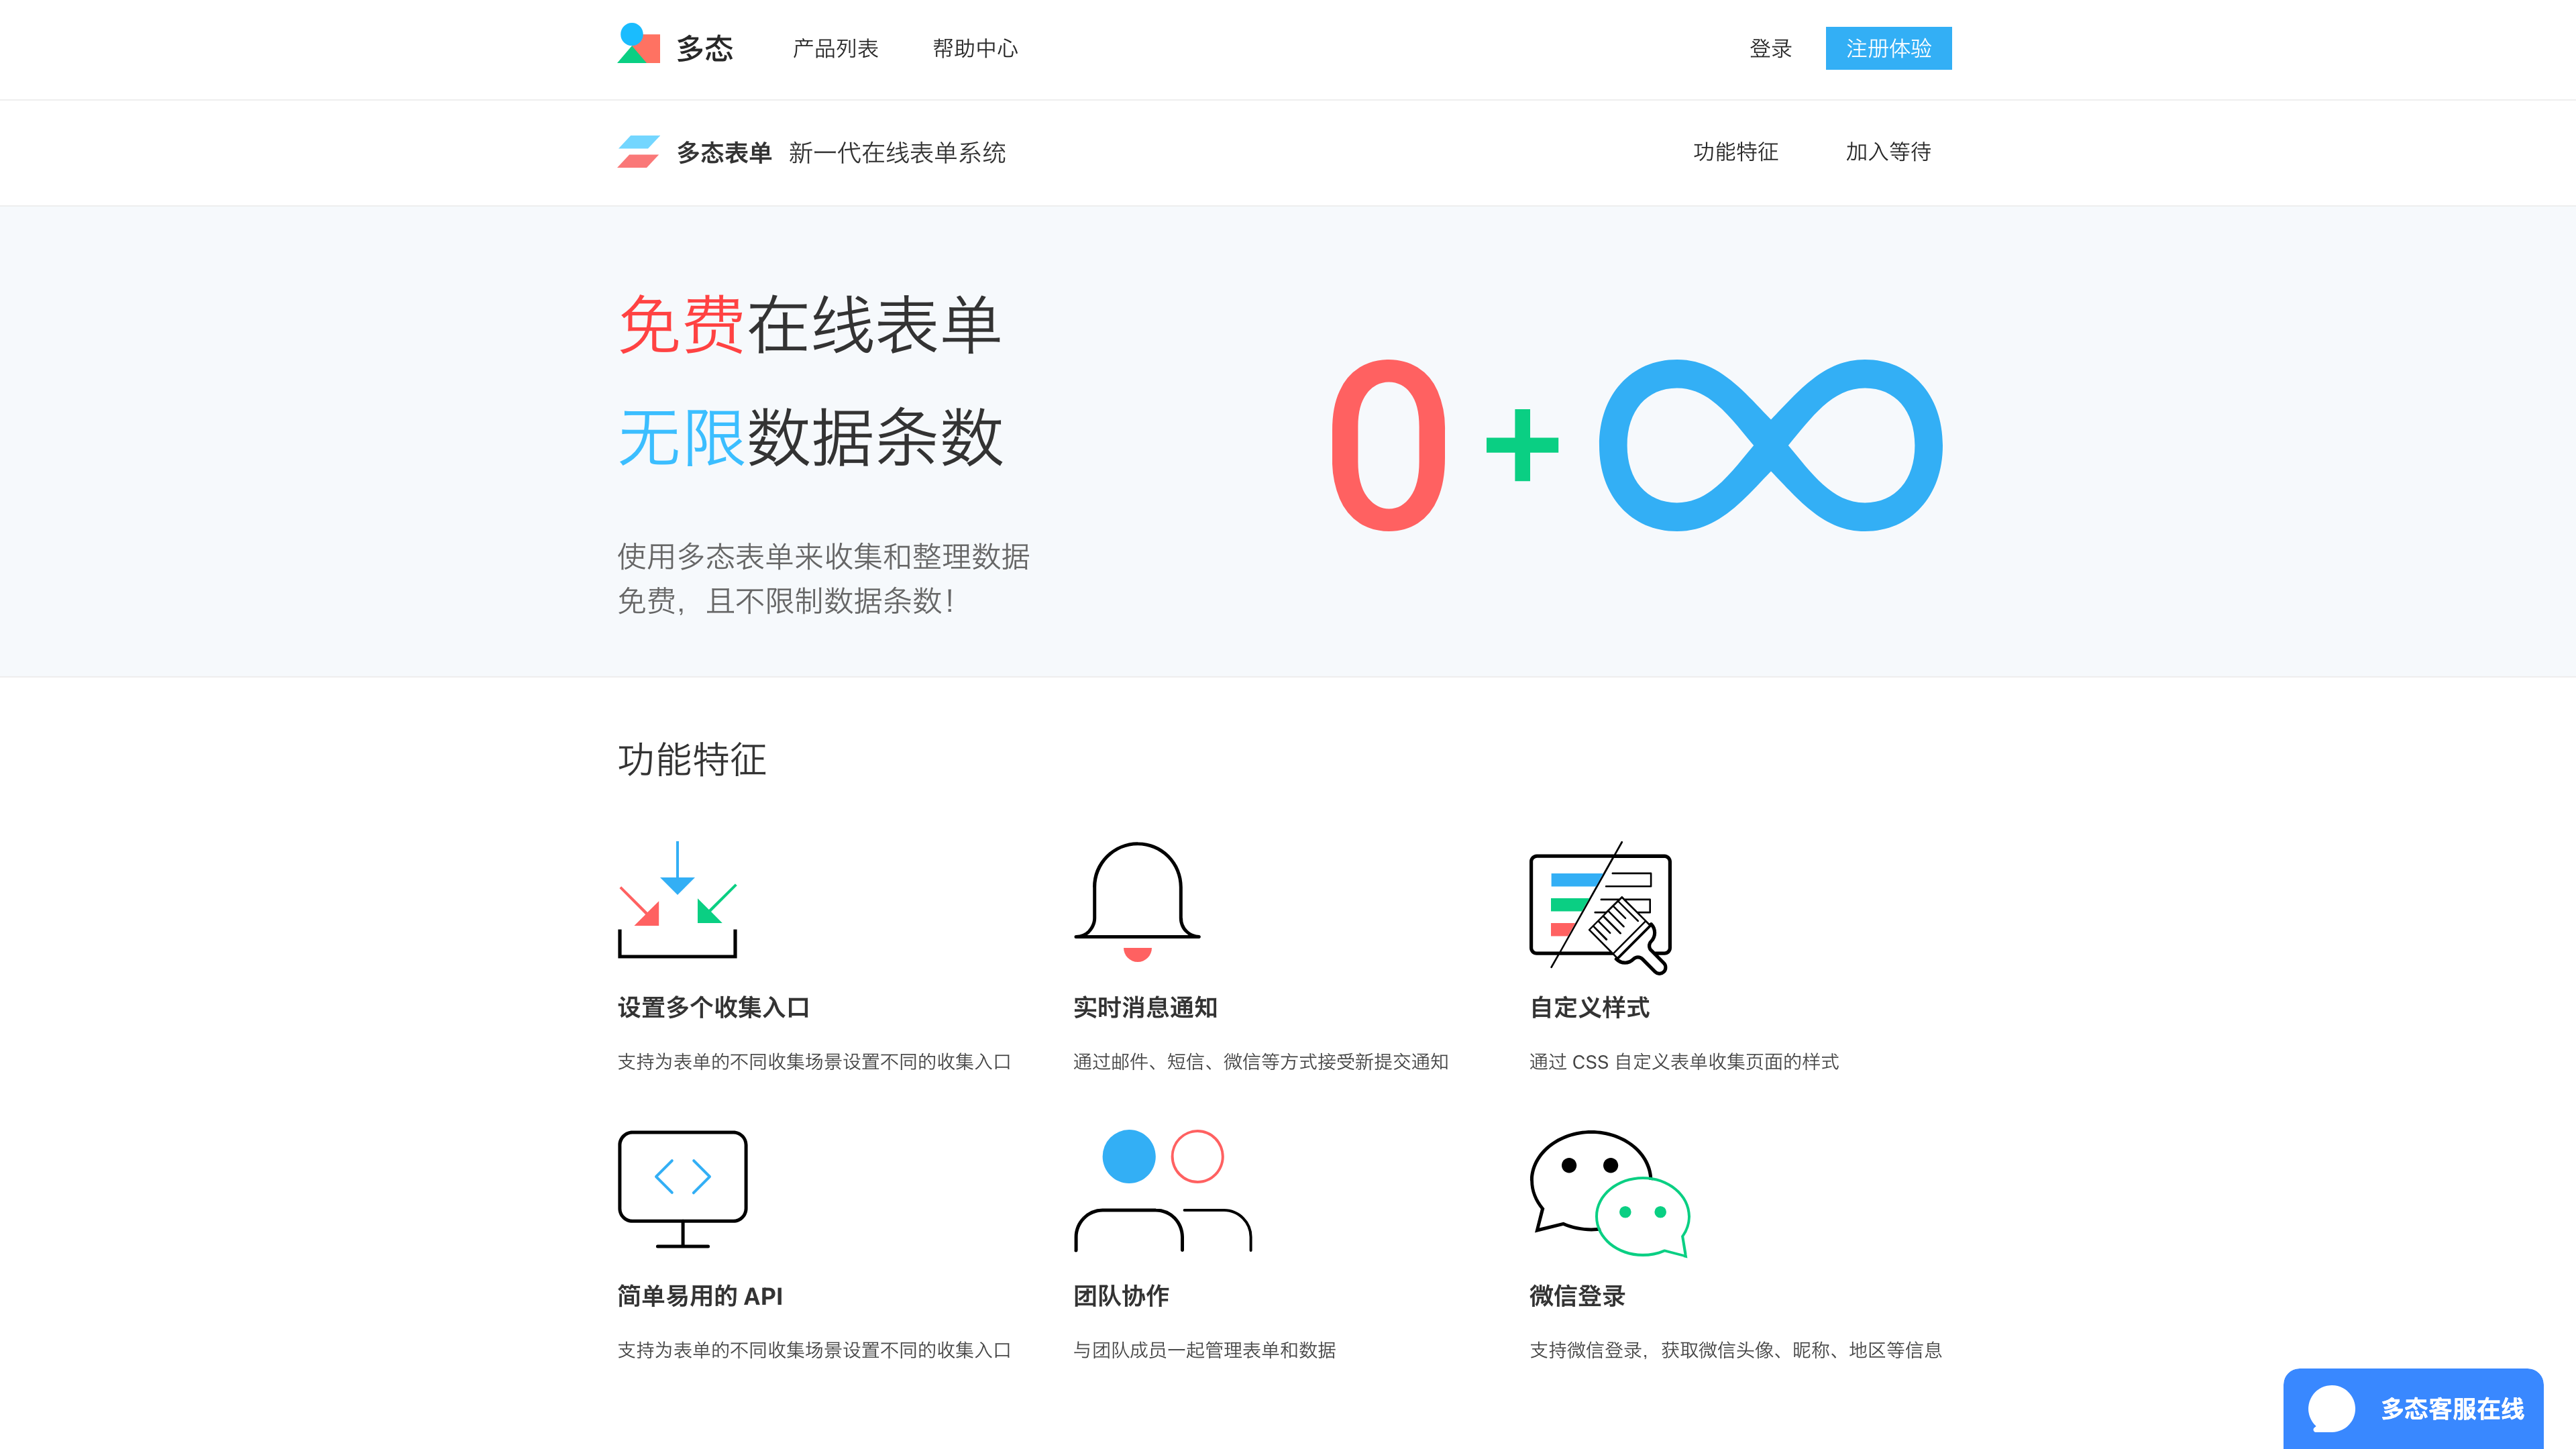 多态 产品列表 帮助中心 登录 注册体验
多态表单 新一代在线表单系统 功能特征 加入等待
免费在线表单
无限数据条数
0 + ∞
使用多态表单来收集和整理数据
免费，且不限制数据条数！
功能特征
设置多个收集入口
支持为表单的不同收集场景设置不同的收集入口
实时消息通知
通过邮件、短信、微信等方式接受新提交通知
自定义样式
通过 CSS 自定义表单收集页面的样式
简单易用的 API
支持为表单的不同收集场景设置不同的收集入口
团队协作
与团队成员一起管理表单和数据
微信登录
支持微信登录，获取微信头像、昵称、地区等信息
多态客服在线